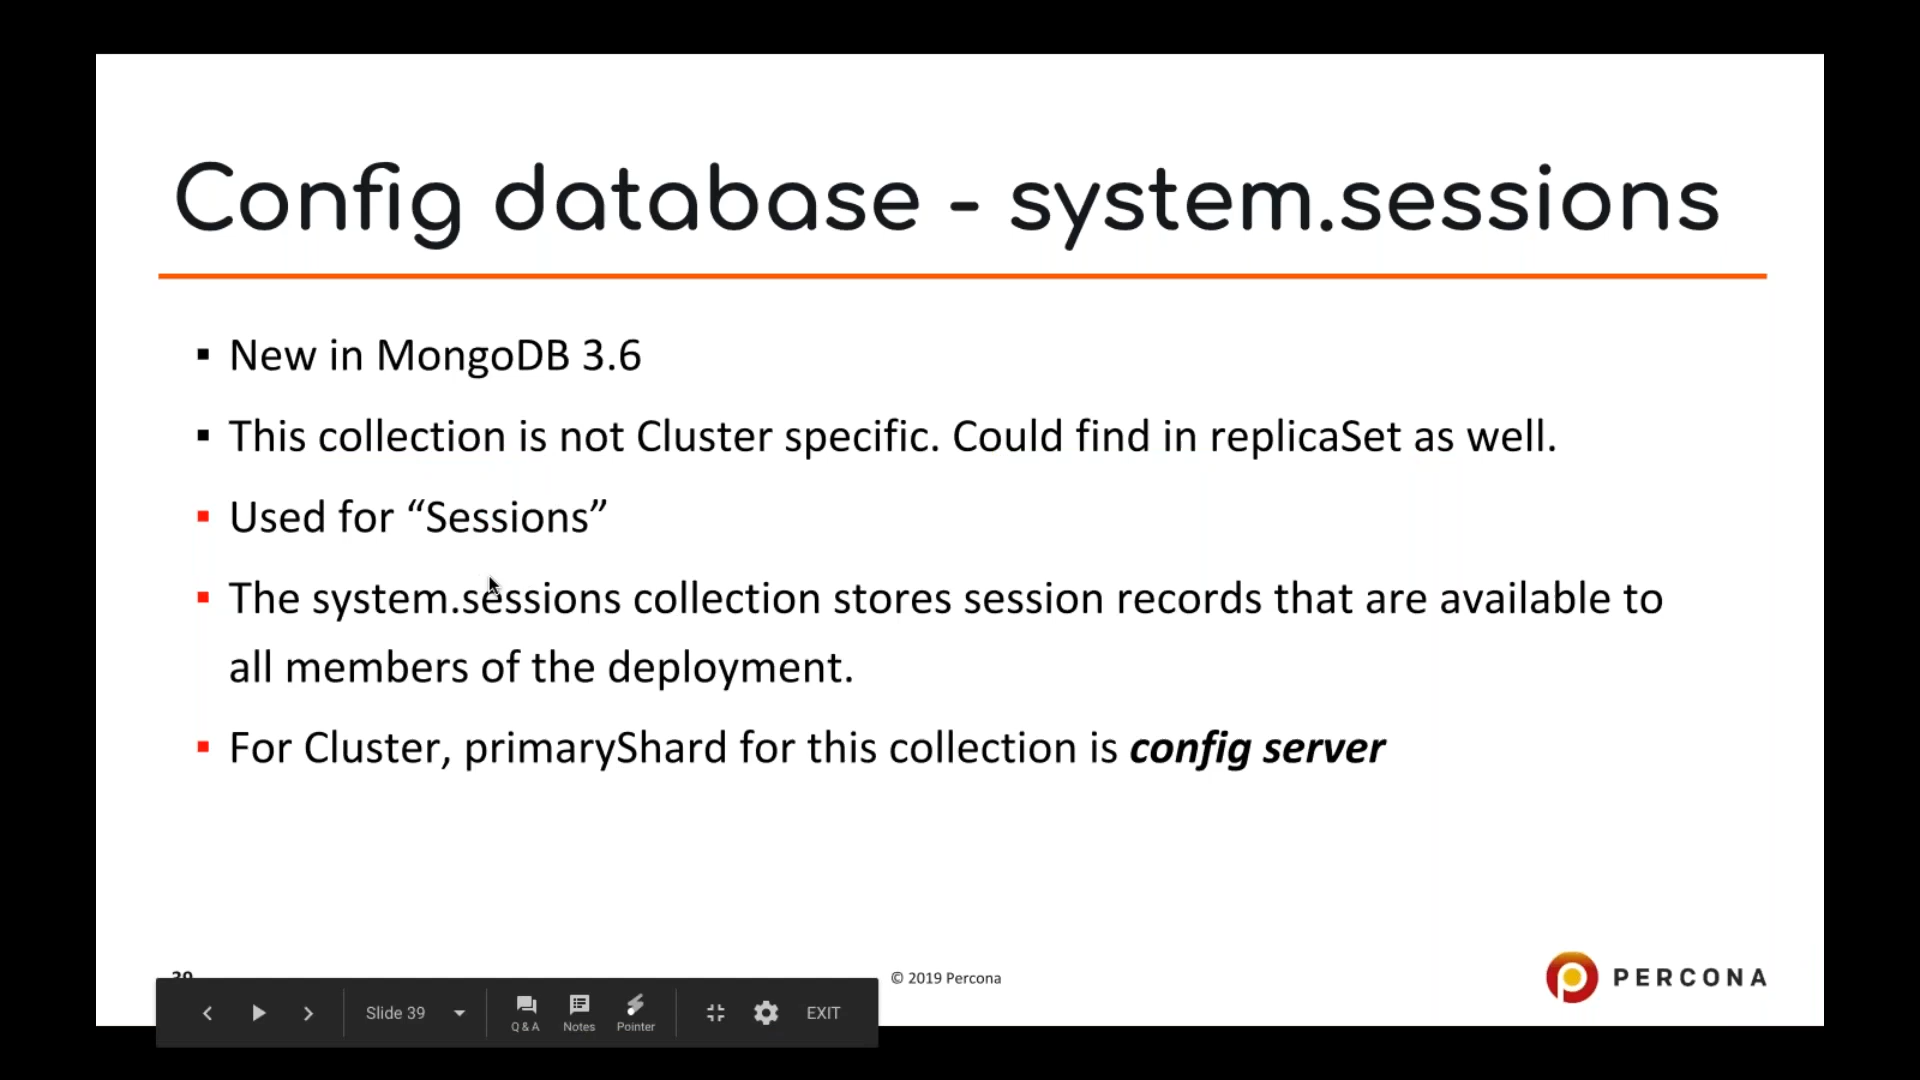 Config database - system.sessions
▪ New in MongoDB 3.6
▪ This collection is not Cluster specific. Could find in replicaSet as well.
▪ Used for “Sessions”
▪ The system.sessions collection stores session records that are available to
all members of the deployment.
▪ For Cluster, primaryShard for this collection is config server
39
© 2019 Percona
PERCONA
Slide 39
Q & A
Notes
Pointer
EXIT